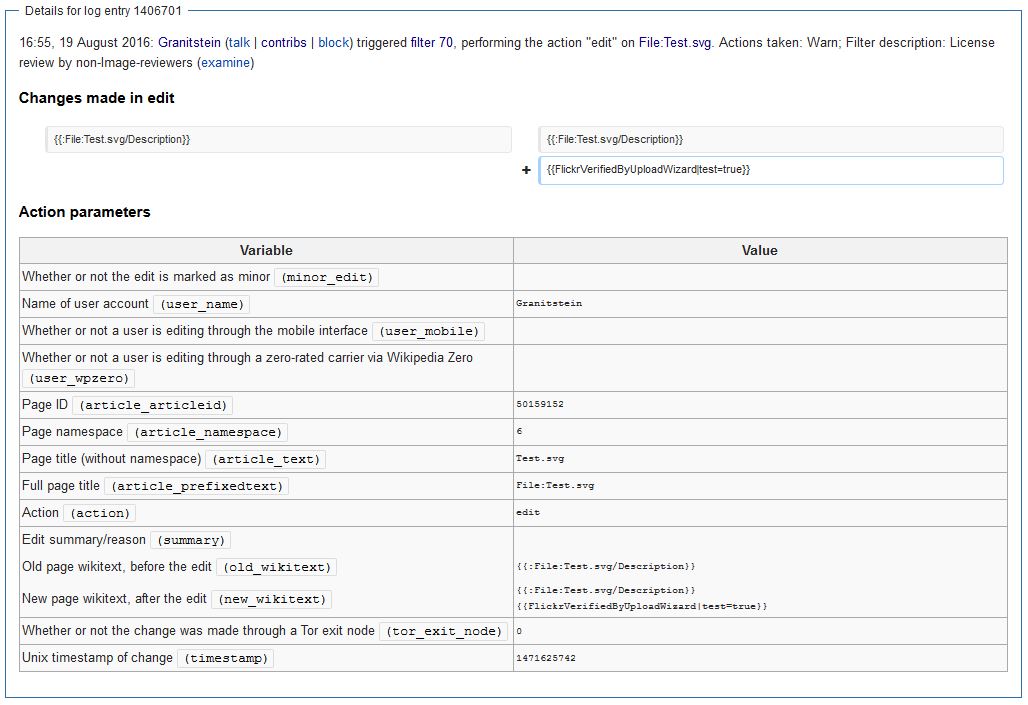 Details for log entry 1406701
16:55, 19 August 2016: Granitstein (talk | contribs | block) triggered filter 70, performing the action "edit" on File:Test.svg. Actions taken: Warn; Filter description: License
review by non-Image-reviewers (examine)
Changes made in edit
{{:File:Test.svg/Description}} {{:File:Test.svg/Description}}
+ {{FlickrVerifiedByUploadWizard|test=true}}
Action parameters
Variable Value
Whether or not the edit is marked as minor (minor_edit)
Name of user account (user_name) Granitstein
Whether or not a user is editing through the mobile interface (user_mobile)
Whether or not a user is editing through a zero-rated carrier via Wikipedia Zero
(user_wpzero)
Page ID (article_articleid) 50159152
Page namespace (article_namespace) 6
Page title (without namespace) (article_text) Test.svg
Full page title (article_prefixedtext) File:Test.svg
Action (action) edit
Edit summary/reason (summary)
Old page wikitext, before the edit (old_wikitext) {{:File:Test.svg/Description}}
New page wikitext, after the edit (new_wikitext) {{:File:Test.svg/Description}}
{{FlickrVerifiedByUploadWizard|test=true}}
Whether or not the change was made through a Tor exit node (tor_exit_node) 0
Unix timestamp of change (timestamp) 1471625742